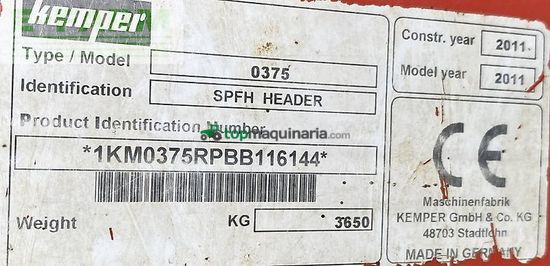 kemper
Constr. year 2011
Type / Model 0375
Model year 2011
Identification SPFH HEADER
Product Identification Number
topmaquinaria.com
*1KM0375RPBB116144*
CE
Maschinenfabrik
KEMPER GmbH & Co. KG
48703 Stadtlohn
Weight KG 3650
MADE IN GERMANY